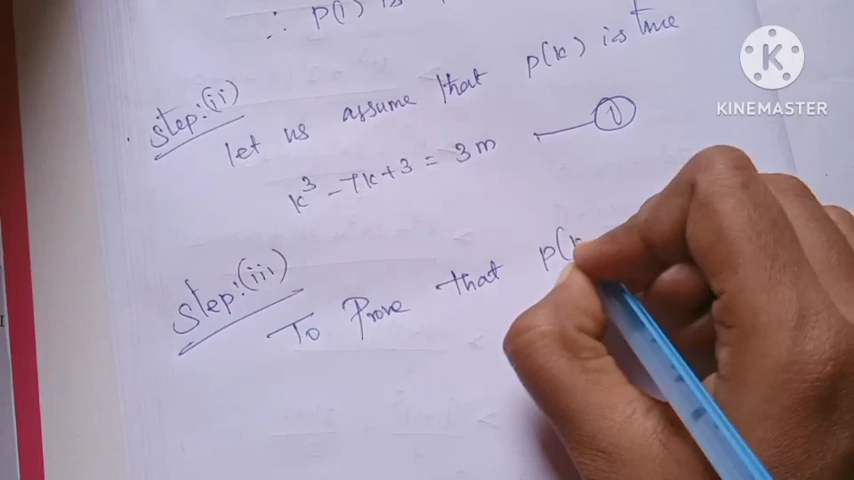 ∴ P(1) is
Step:(ii)
let us assume that p(k) is true
k³ - 7k + 3 = 3m — ①
Step:(iii)
To Prove that p(k
KINEMASTER